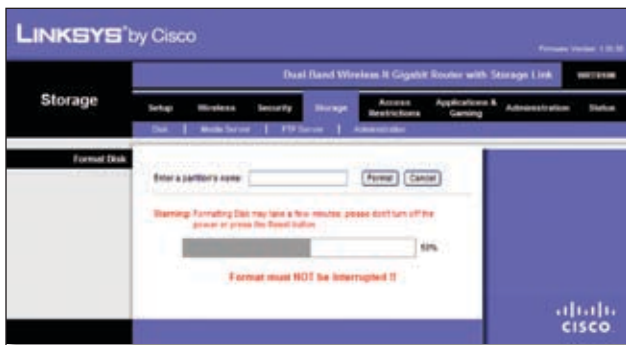 LINKSYS by Cisco
Firmware Version:
Dual Band Wireless-N Gigabit Router with Storage Link
Storage
Setup Wireless Security Storage Access Restrictions Applications & Gaming Administration Status
Disk | Media Server | FTP Server | Administration
Format Disk
Enter a partition's name: Format Cancel
Warning: Formatting Disk may take a few minutes, please don't turn off the
power or press the Reset button.
Format must NOT be Interrupted !!
CISCO